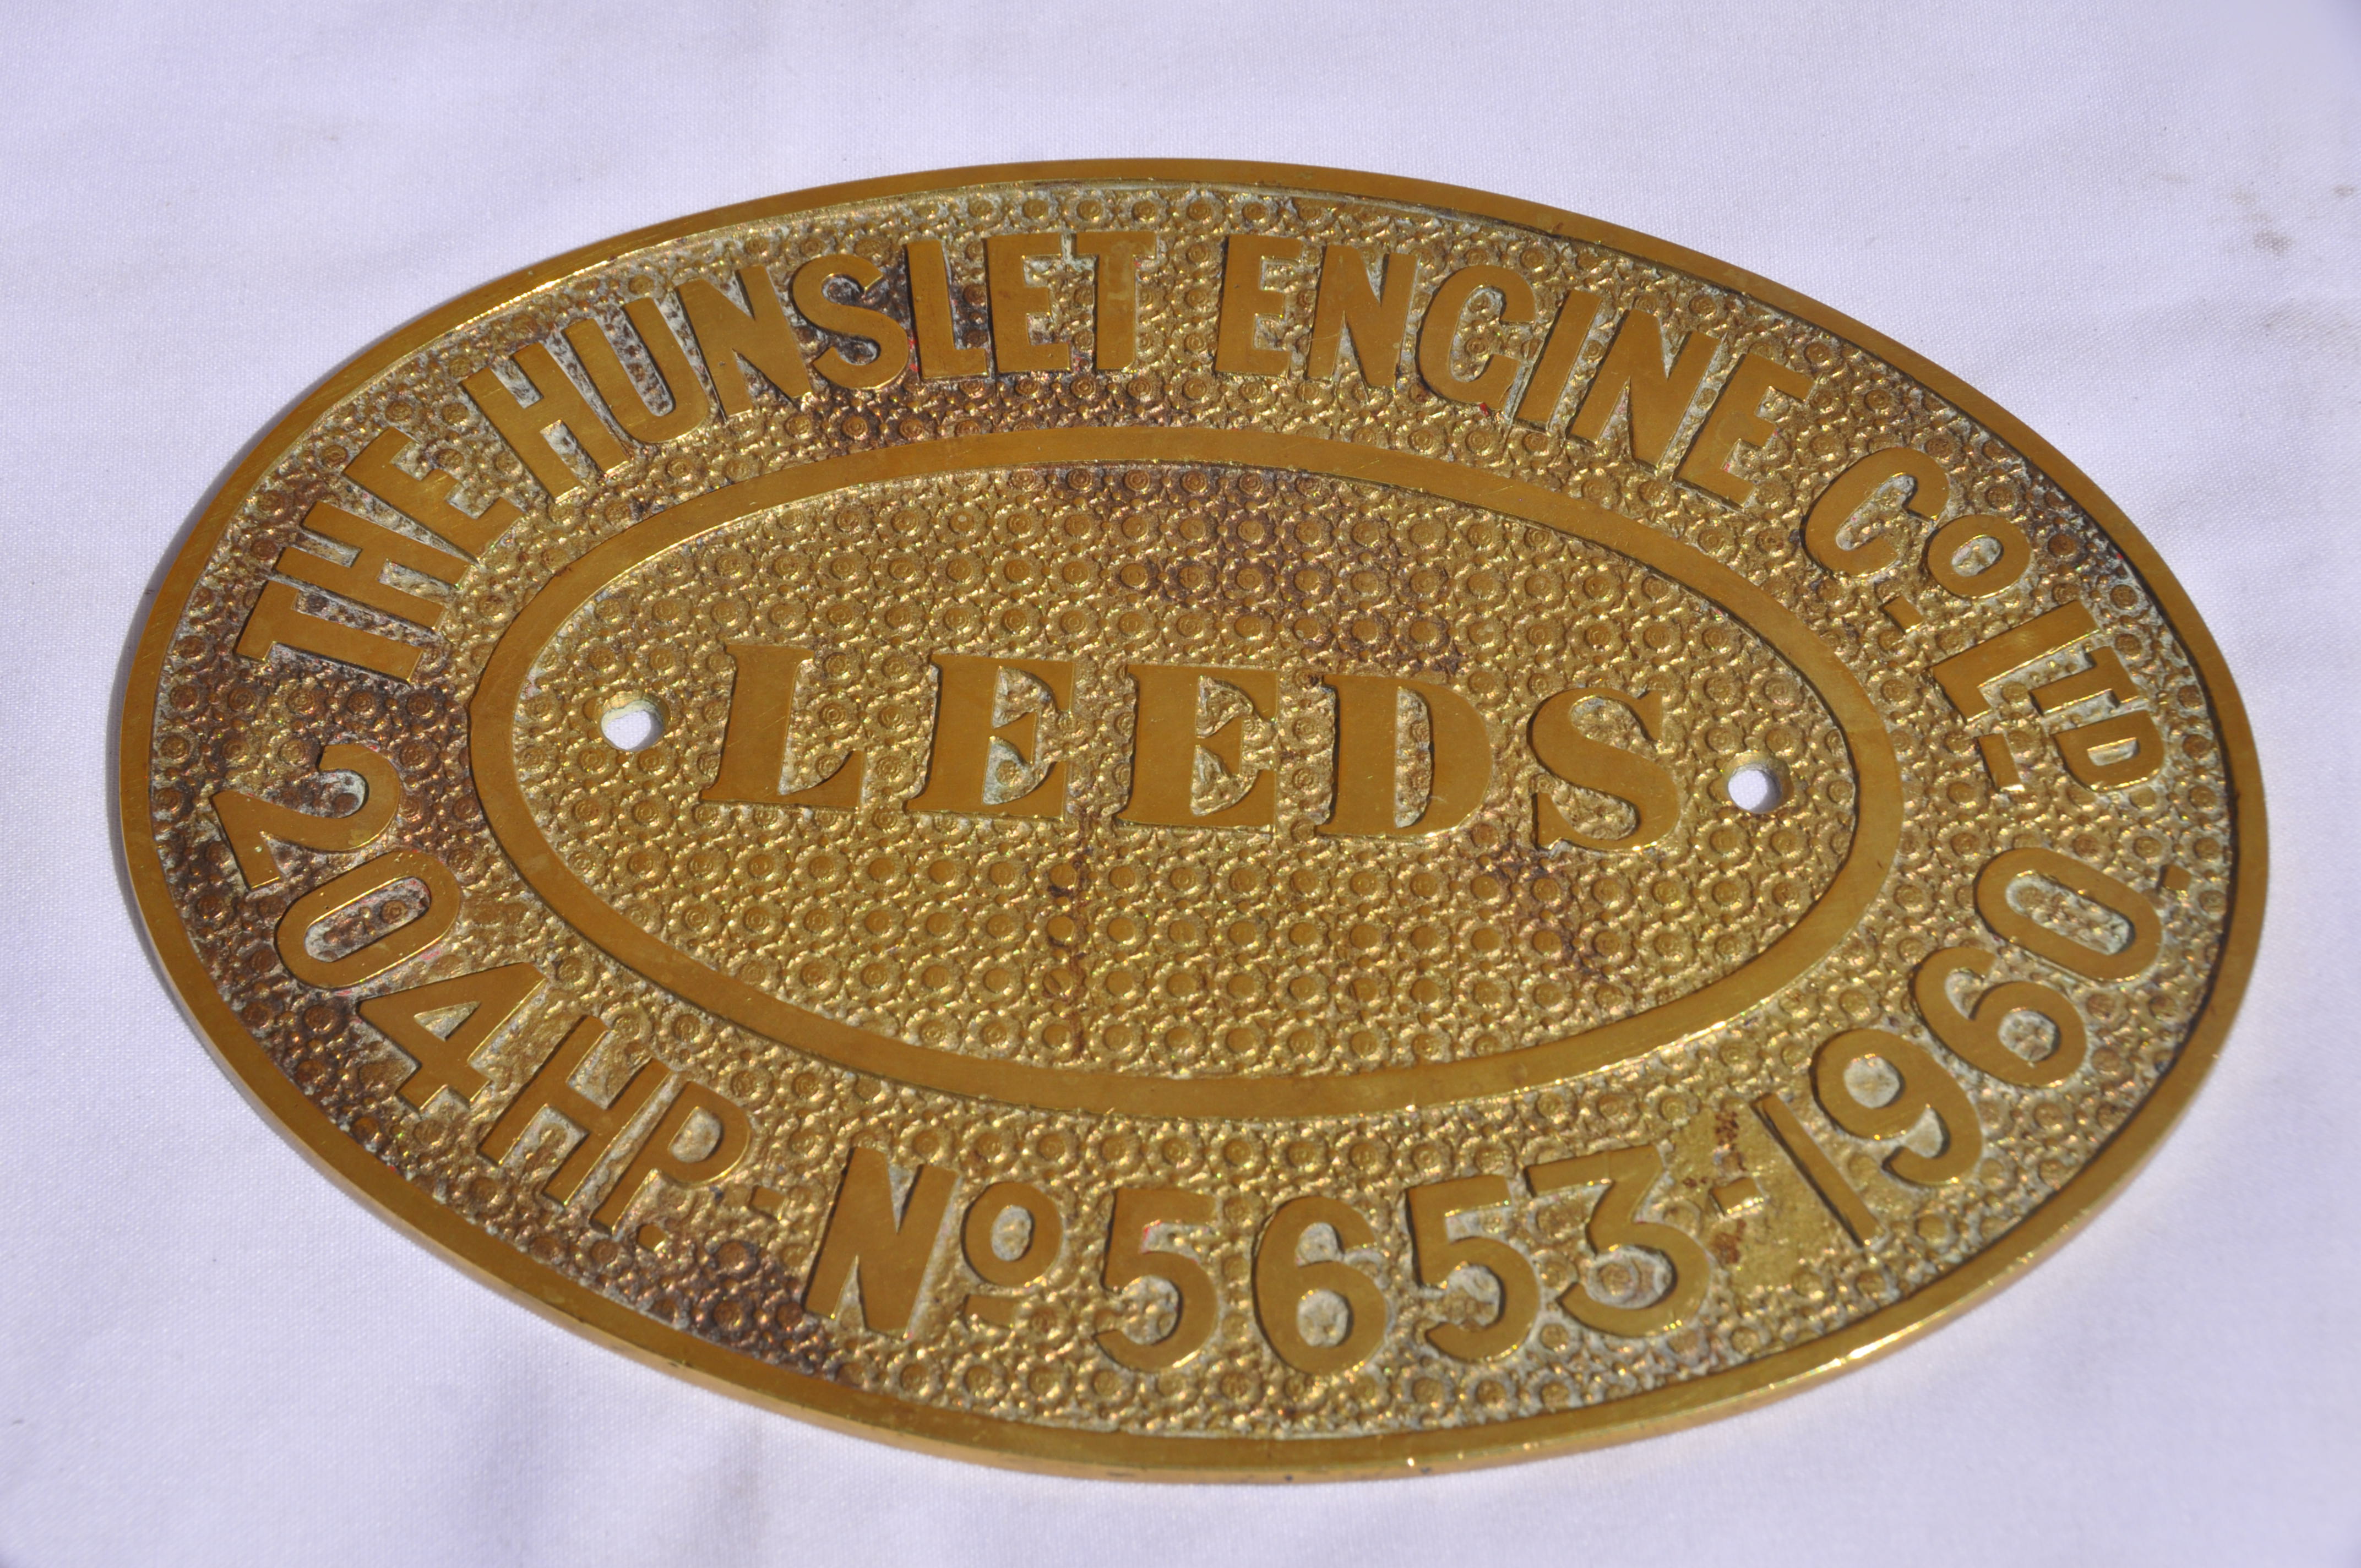 THE HUNSLET ENGINE Co. LTD.
LEEDS
204 HP. - No 5653 - 1960.